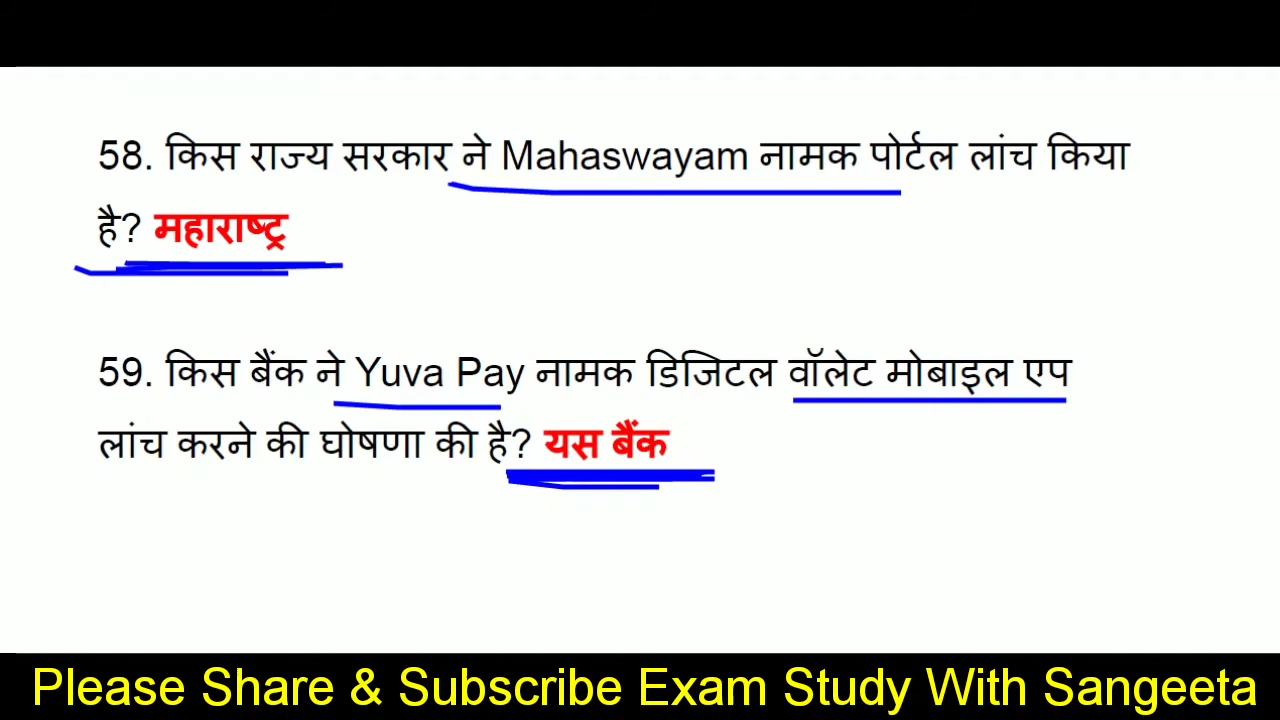 58. किस राज्य सरकार ने Mahaswayam नामक पोर्टल लांच किया
है? महाराष्ट्र
59. किस बैंक ने Yuva Pay नामक डिजिटल वॉलेट मोबाइल एप
लांच करने की घोषणा की है? यस बैंक
Please Share & Subscribe Exam Study With Sangeeta